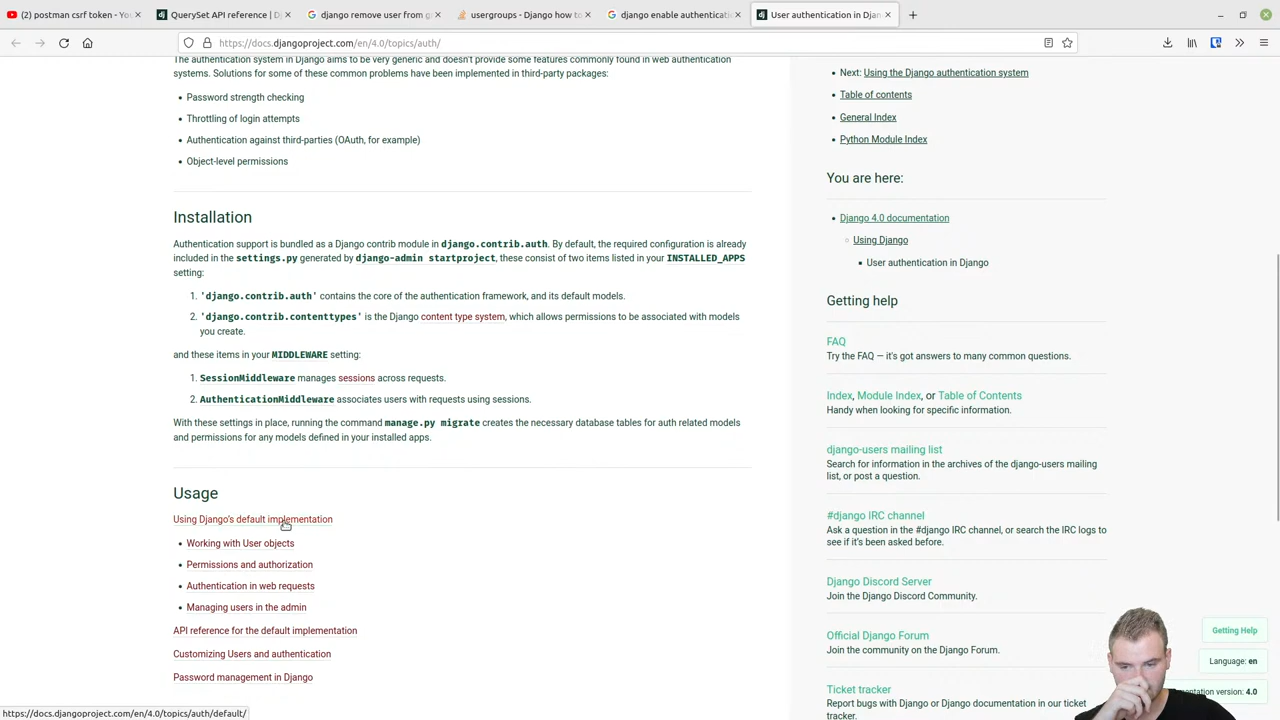 (2) postman csrf token - You
QuerySet API reference | D
django remove user from g
usergroups - Django how to
django enable authenticati
User authentication in Djan
https://docs.djangoproject.com/en/4.0/topics/auth/
The authentication system in Django aims to be very generic and doesn't provide some features commonly found in web authentication
systems. Solutions for some of these common problems have been implemented in third-party packages:
• Password strength checking
• Throttling of login attempts
• Authentication against third-parties (OAuth, for example)
• Object-level permissions
Installation
Authentication support is bundled as a Django contrib module in django.contrib.auth. By default, the required configuration is already
included in the settings.py generated by django-admin startproject, these consist of two items listed in your INSTALLED_APPS
setting:
1. 'django.contrib.auth' contains the core of the authentication framework, and its default models.
2. 'django.contrib.contenttypes' is the Django content type system, which allows permissions to be associated with models
you create.
and these items in your MIDDLEWARE setting:
1. SessionMiddleware manages sessions across requests.
2. AuthenticationMiddleware associates users with requests using sessions.
With these settings in place, running the command manage.py migrate creates the necessary database tables for auth related models
and permissions for any models defined in your installed apps.
Usage
Using Django's default implementation
• Working with User objects
• Permissions and authorization
• Authentication in web requests
• Managing users in the admin
API reference for the default implementation
Customizing Users and authentication
Password management in Django
• Next: Using the Django authentication system
• Table of contents
• General Index
• Python Module Index
You are here:
• Django 4.0 documentation
○ Using Django
▪ User authentication in Django
Getting help
FAQ
Try the FAQ — it's got answers to many common questions.
Index, Module Index, or Table of Contents
Handy when looking for specific information.
django-users mailing list
Search for information in the archives of the django-users mailing
list, or post a question.
#django IRC channel
Ask a question in the #django IRC channel, or search the IRC logs to
see if it's been asked before.
Django Discord Server
Join the Django Discord Community.
Official Django Forum
Join the community on the Django Forum.
Ticket tracker
Report bugs with Django or Django documentation in our ticket
tracker.
Getting Help
Language: en
ntation version: 4.0
https://docs.djangoproject.com/en/4.0/topics/auth/default/